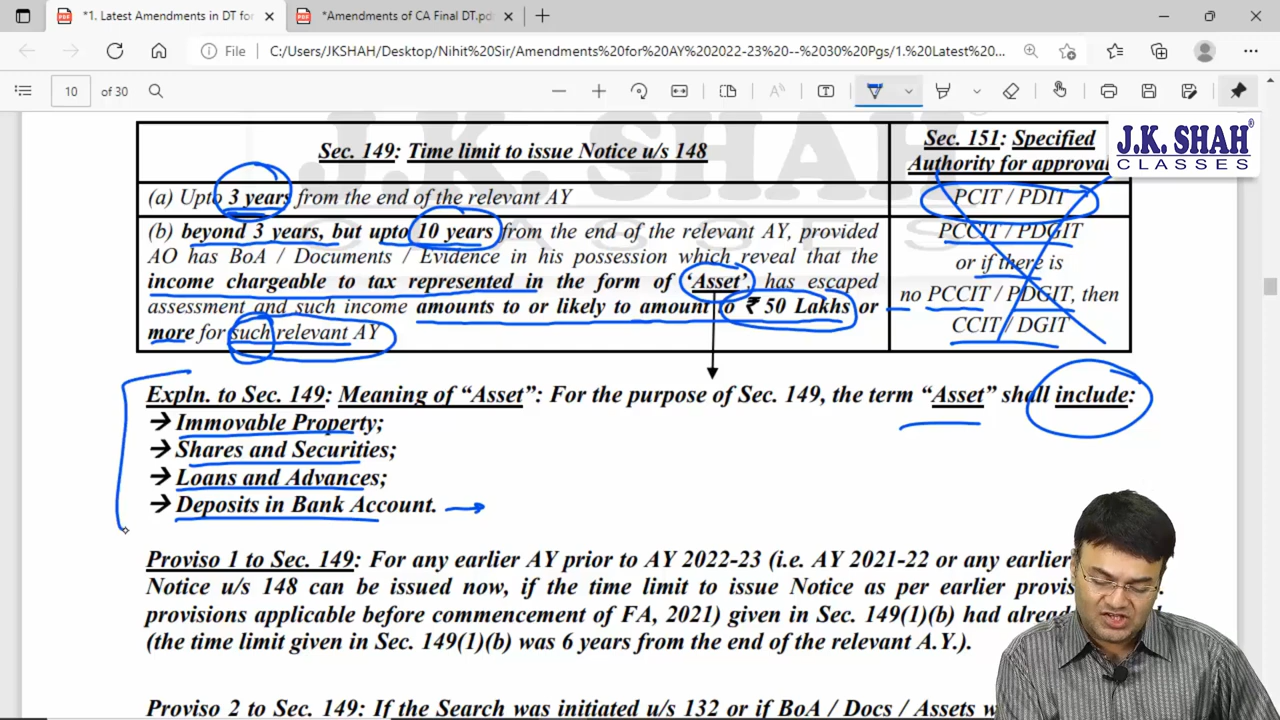 *1. Latest Amendments in DT for
*Amendments of CA Final DT.pd
File
C:/Users/JKSHAH/Desktop/Nihit%20Sir/Amendments%20for%20AY%202022-23%20--%2030%20Pgs/1.%20Latest%20...
10 of 30
J.K. SHAH
CLASSES
J.K. SHAH®
CLASSES
Sec. 149: Time limit to issue Notice u/s 148
Sec. 151: Specified
Authority for approval
(a) Upto 3 years from the end of the relevant AY
PCIT / PDIT
(b) beyond 3 years, but upto 10 years from the end of the relevant AY, provided
AO has BoA / Documents / Evidence in his possession which reveal that the
income chargeable to tax represented in the form of 'Asset', has escaped
assessment and such income amounts to or likely to amount to ₹ 50 Lakhs or
more for such relevant AY
PCCIT / PDGIT
or if there is
no PCCIT / PDGIT, then
CCIT / DGIT
Expln. to Sec. 149: Meaning of "Asset": For the purpose of Sec. 149, the term "Asset" shall include:
→ Immovable Property;
→ Shares and Securities;
→ Loans and Advances;
→ Deposits in Bank Account.
Proviso 1 to Sec. 149: For any earlier AY prior to AY 2022-23 (i.e. AY 2021-22 or any earlier
Notice u/s 148 can be issued now, if the time limit to issue Notice as per earlier provis
provisions applicable before commencement of FA, 2021) given in Sec. 149(1)(b) had alread
(the time limit given in Sec. 149(1)(b) was 6 years from the end of the relevant A.Y.).
Proviso 2 to Sec. 149: If the Search was initiated u/s 132 or if BoA / Docs / Assets w